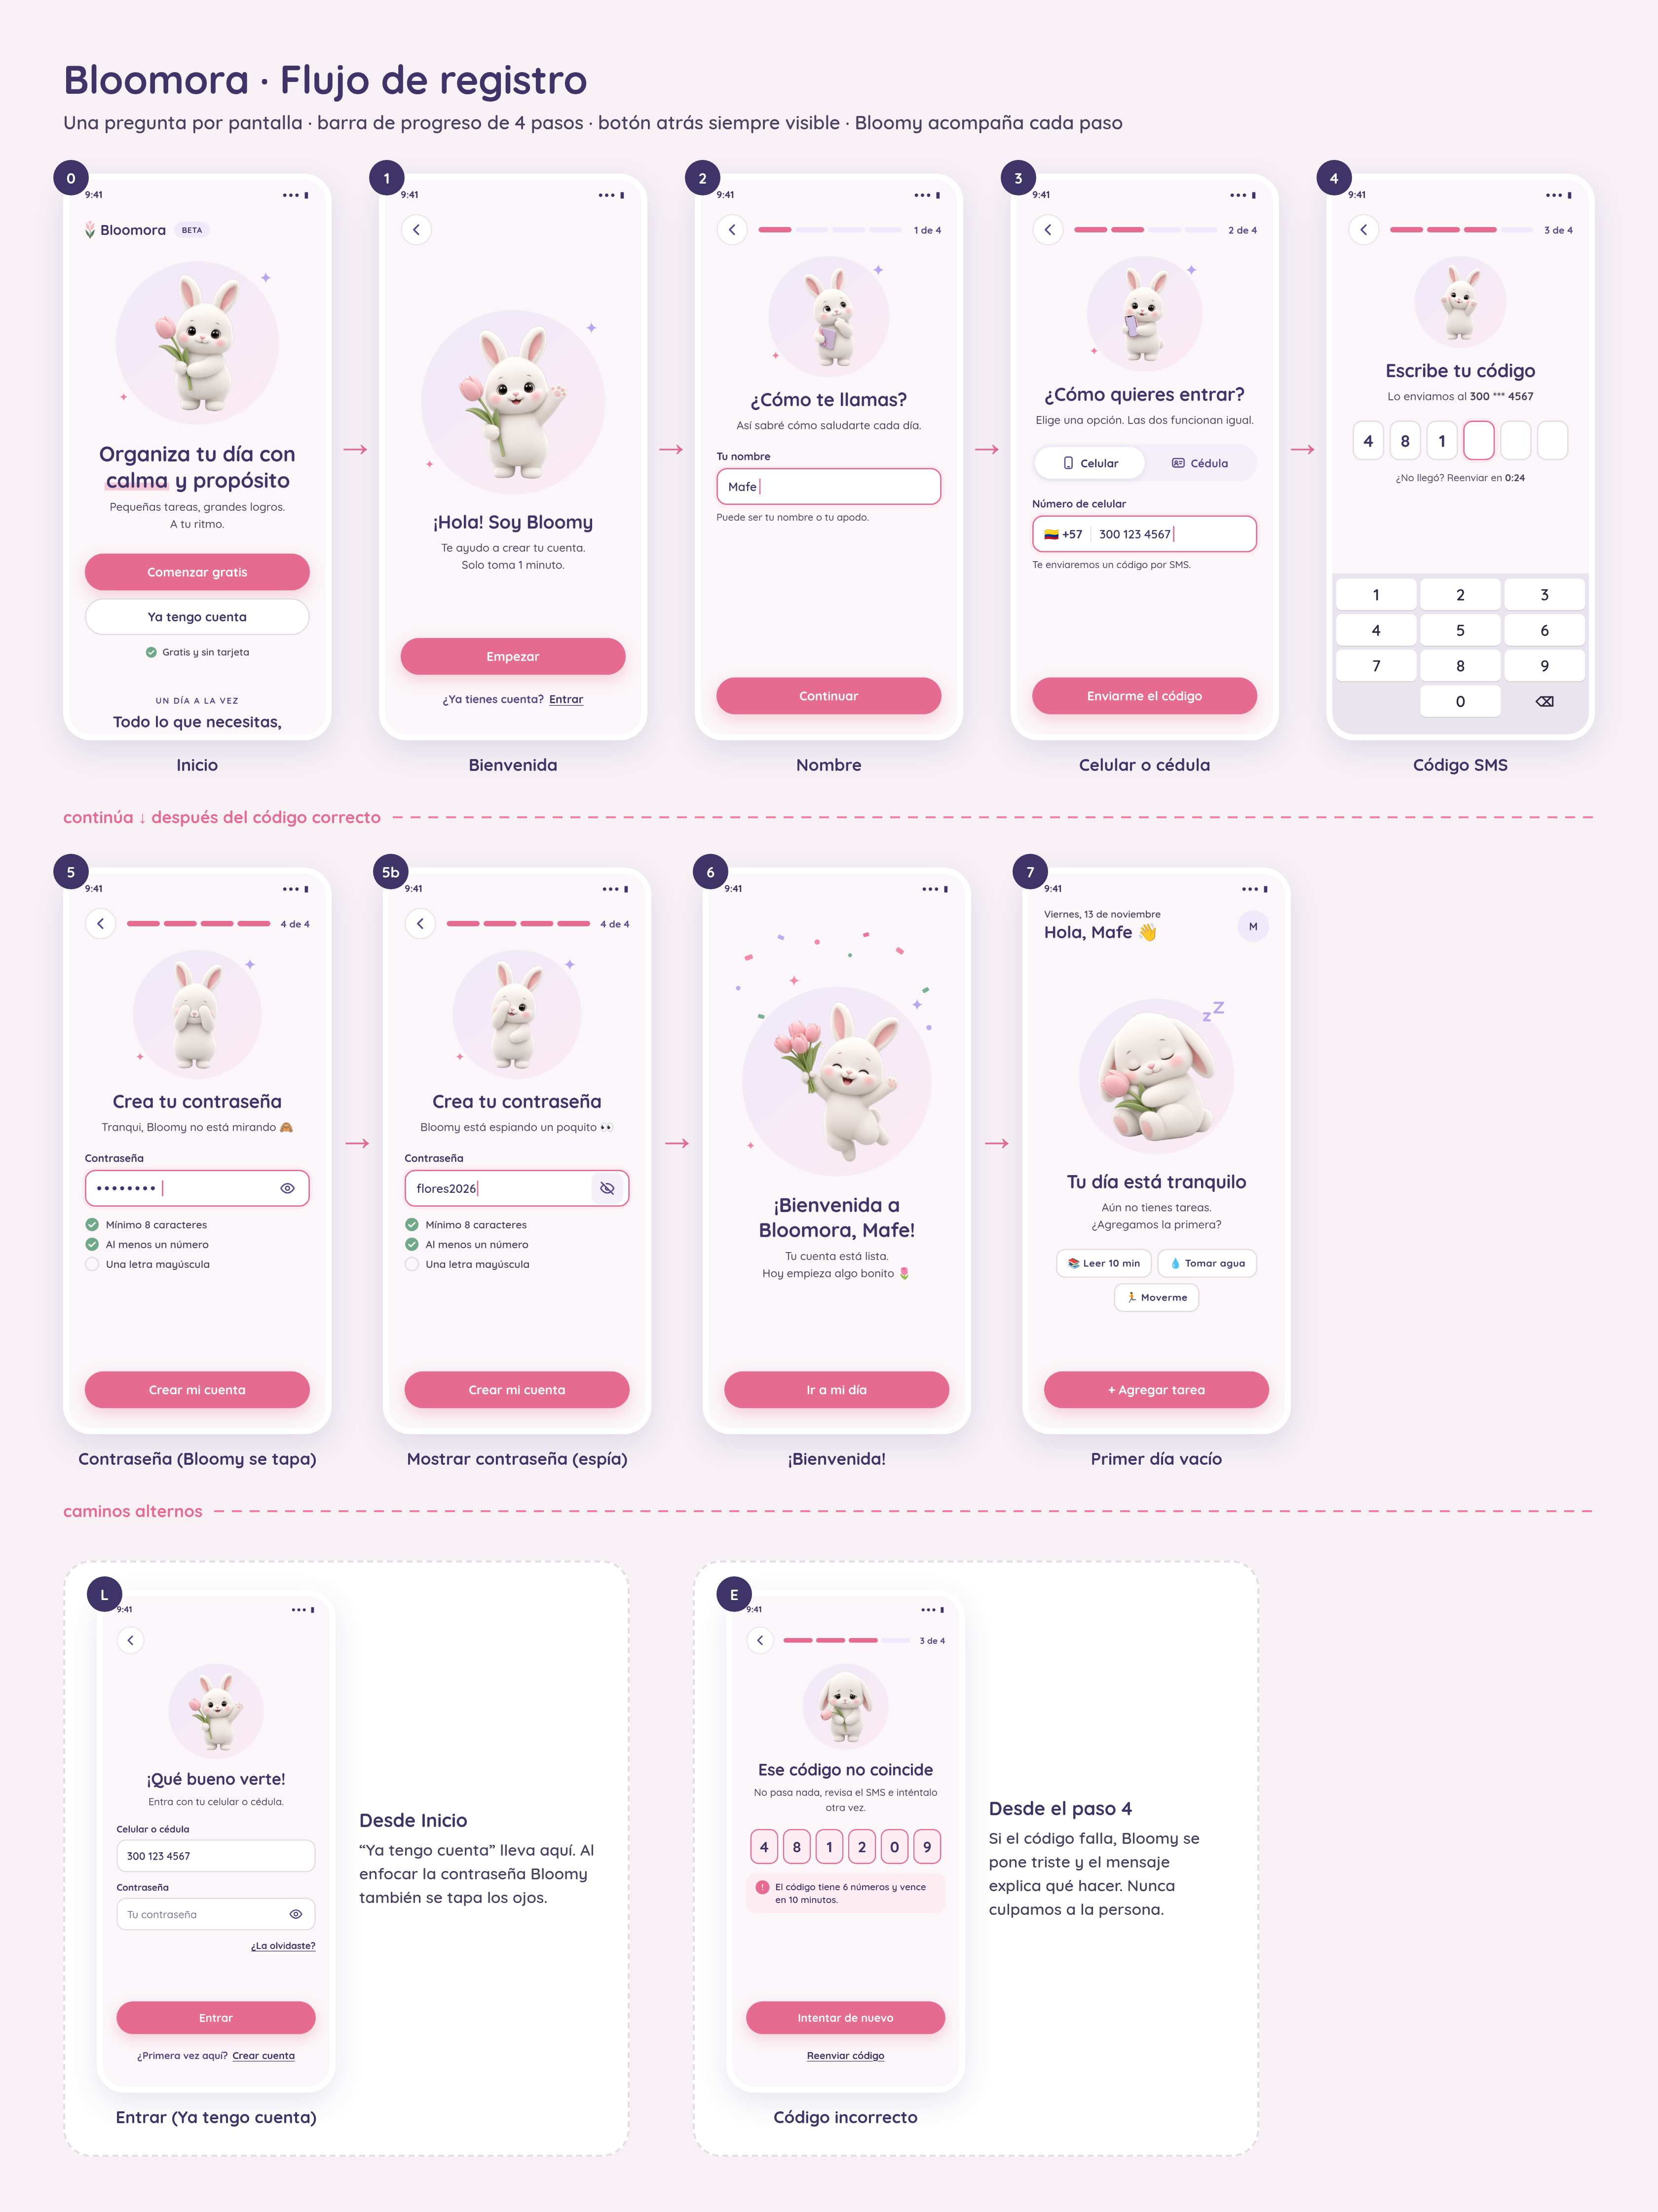 Bloomora · Flujo de registro
Una pregunta por pantalla · barra de progreso de 4 pasos · botón atrás siempre visible · Bloomy acompaña cada paso
0
9:41
Bloomora BETA
Organiza tu día con
calma y propósito
Pequeñas tareas, grandes logros.
A tu ritmo.
Comenzar gratis
Ya tengo cuenta
Gratis y sin tarjeta
UN DÍA A LA VEZ
Todo lo que necesitas,
Inicio
1
9:41
¡Hola! Soy Bloomy
Te ayudo a crear tu cuenta.
Solo toma 1 minuto.
Empezar
¿Ya tienes cuenta? Entrar
Bienvenida
2
9:41
1 de 4
¿Cómo te llamas?
Así sabré cómo saludarte cada día.
Tu nombre
Mafe
Puede ser tu nombre o tu apodo.
Continuar
Nombre
3
9:41
2 de 4
¿Cómo quieres entrar?
Elige una opción. Las dos funcionan igual.
Celular Cédula
Número de celular
🇨🇴 +57 300 123 4567
Te enviaremos un código por SMS.
Enviarme el código
Celular o cédula
4
9:41
3 de 4
Escribe tu código
Lo enviamos al 300 *** 4567
4 8 1
¿No llegó? Reenviar en 0:24
1 2 3
4 5 6
7 8 9
0 ⌫
Código SMS
continúa ↓ después del código correcto
5
9:41
4 de 4
Crea tu contraseña
Tranqui, Bloomy no está mirando 🙈
Contraseña
••••••••
Mínimo 8 caracteres
Al menos un número
Una letra mayúscula
Crear mi cuenta
Contraseña (Bloomy se tapa)
5b
9:41
4 de 4
Crea tu contraseña
Bloomy está espiando un poquito 👀
Contraseña
flores2026
Mínimo 8 caracteres
Al menos un número
Una letra mayúscula
Crear mi cuenta
Mostrar contraseña (espía)
6
9:41
¡Bienvenida a
Bloomora, Mafe!
Tu cuenta está lista.
Hoy empieza algo bonito 🌷
Ir a mi día
¡Bienvenida!
7
9:41
Viernes, 13 de noviembre
Hola, Mafe 👋
M
z Z
Tu día está tranquilo
Aún no tienes tareas.
¿Agregamos la primera?
📚 Leer 10 min 💧 Tomar agua
🏃 Moverme
+ Agregar tarea
Primer día vacío
caminos alternos
L
9:41
¡Qué bueno verte!
Entra con tu celular o cédula.
Celular o cédula
300 123 4567
Contraseña
Tu contraseña
¿La olvidaste?
Entrar
¿Primera vez aquí? Crear cuenta
Entrar (Ya tengo cuenta)
Desde Inicio
“Ya tengo cuenta” lleva aquí. Al
enfocar la contraseña Bloomy
también se tapa los ojos.
E
9:41
3 de 4
Ese código no coincide
No pasa nada, revisa el SMS e inténtalo
otra vez.
4 8 1 2 0 9
! El código tiene 6 números y vence
en 10 minutos.
Intentar de nuevo
Reenviar código
Código incorrecto
Desde el paso 4
Si el código falla, Bloomy se
pone triste y el mensaje
explica qué hacer. Nunca
culpamos a la persona.